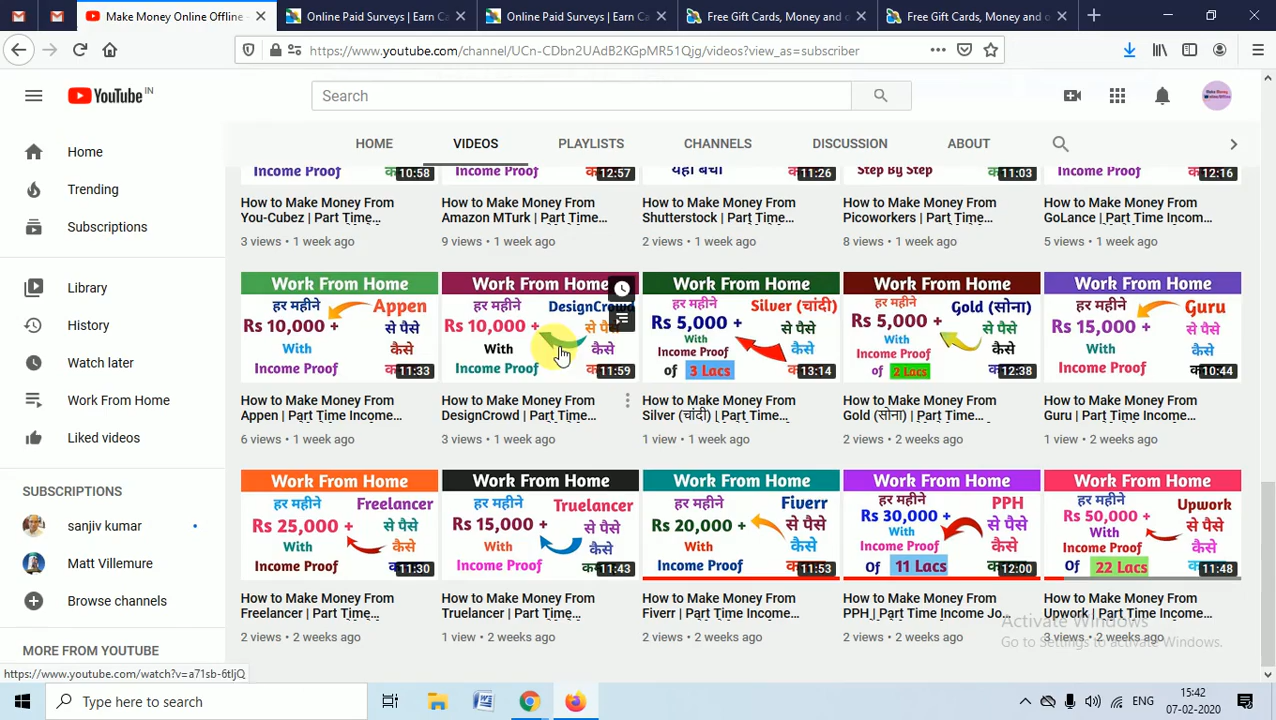 Make Money Online Offline -
Online Paid Surveys | Earn Ca
Online Paid Surveys | Earn Ca
Free Gift Cards, Money and o
Free Gift Cards, Money and o
https://www.youtube.com/channel/UCn-CDbn2UAdB2KGpMR51Qjg/videos?view_as=subscriber
YouTube IN
Search
HOME VIDEOS PLAYLISTS CHANNELS DISCUSSION ABOUT
Home
Trending
Subscriptions
Library
History
Watch later
Work From Home
Liked videos
SUBSCRIPTIONS
sanjiv kumar
Matt Villemure
Browse channels
MORE FROM YOUTUBE
Income Proof
10:58
How to Make Money From
You-Cubez | Part Time...
3 views • 1 week ago
Income Proof
12:57
How to Make Money From
Amazon MTurk | Part Time...
9 views • 1 week ago
11:26
How to Make Money From
Shutterstock | Part Time...
2 views • 1 week ago
Step By Step
11:03
How to Make Money From
Picoworkers | Part Time...
8 views • 1 week ago
Income Proof
12:16
How to Make Money From
GoLance | Part Time Incom...
5 views • 1 week ago
Work From Home
हर महीने Appen
Rs 10,000 + से पैसे
With कैसे
Income Proof
11:33
How to Make Money From
Appen | Part Time Income...
6 views • 1 week ago
Work From Home
हर महीने DesignCrowd
Rs 10,000 + से
With कैसे
Income Proof
11:59
How to Make Money From
DesignCrowd | Part Time...
3 views • 1 week ago
Work From Home
हर महीने Silver (चांदी)
Rs 5,000 + से पैसे
With कैसे
Income Proof
of 3 Lacs
13:14
How to Make Money From
Silver (चांदी) | Part Time...
1 view • 1 week ago
Work From Home
हर महीने Gold (सोना)
Rs 5,000 + से पैसे
With कैसे
Income Proof
of 2 Lacs
12:38
How to Make Money From
Gold (सोना) | Part Time...
2 views • 2 weeks ago
Work From Home
हर महीने Guru
Rs 15,000 + से पैसे
With कैसे
Income Proof
10:44
How to Make Money From
Guru | Part Time Income...
1 view • 2 weeks ago
Work From Home
हर महीने Freelancer
Rs 25,000 + से पैसे
With कैसे
Income Proof
11:30
How to Make Money From
Freelancer | Part Time...
2 views • 2 weeks ago
Work From Home
हर महीने Truelancer
Rs 15,000 + से पैसे
With कैसे
Income Proof
11:43
How to Make Money From
Truelancer | Part Time...
1 view • 2 weeks ago
Work From Home
हर महीने Fiverr
Rs 20,000 + से पैसे
With कैसे
Income Proof
11:53
How to Make Money From
Fiverr | Part Time Income...
2 views • 2 weeks ago
Work From Home
हर महीने PPH
Rs 30,000 + से पैसे
With कैसे
Income Proof
Of 11 Lacs
12:00
How to Make Money From
PPH | Part Time Income Jo...
2 views • 2 weeks ago
Work From Home
हर महीने Upwork
Rs 50,000 + से पैसे
With कैसे
Income Proof
Of 22 Lacs
11:48
How to Make Money From
Upwork | Part Time Income...
3 views • 2 weeks ago
Activate Windows
Go to Settings to activate Windows.
https://www.youtube.com/watch?v=a71sb-6tIjQ
Type here to search
ENG
15:42
07-02-2020